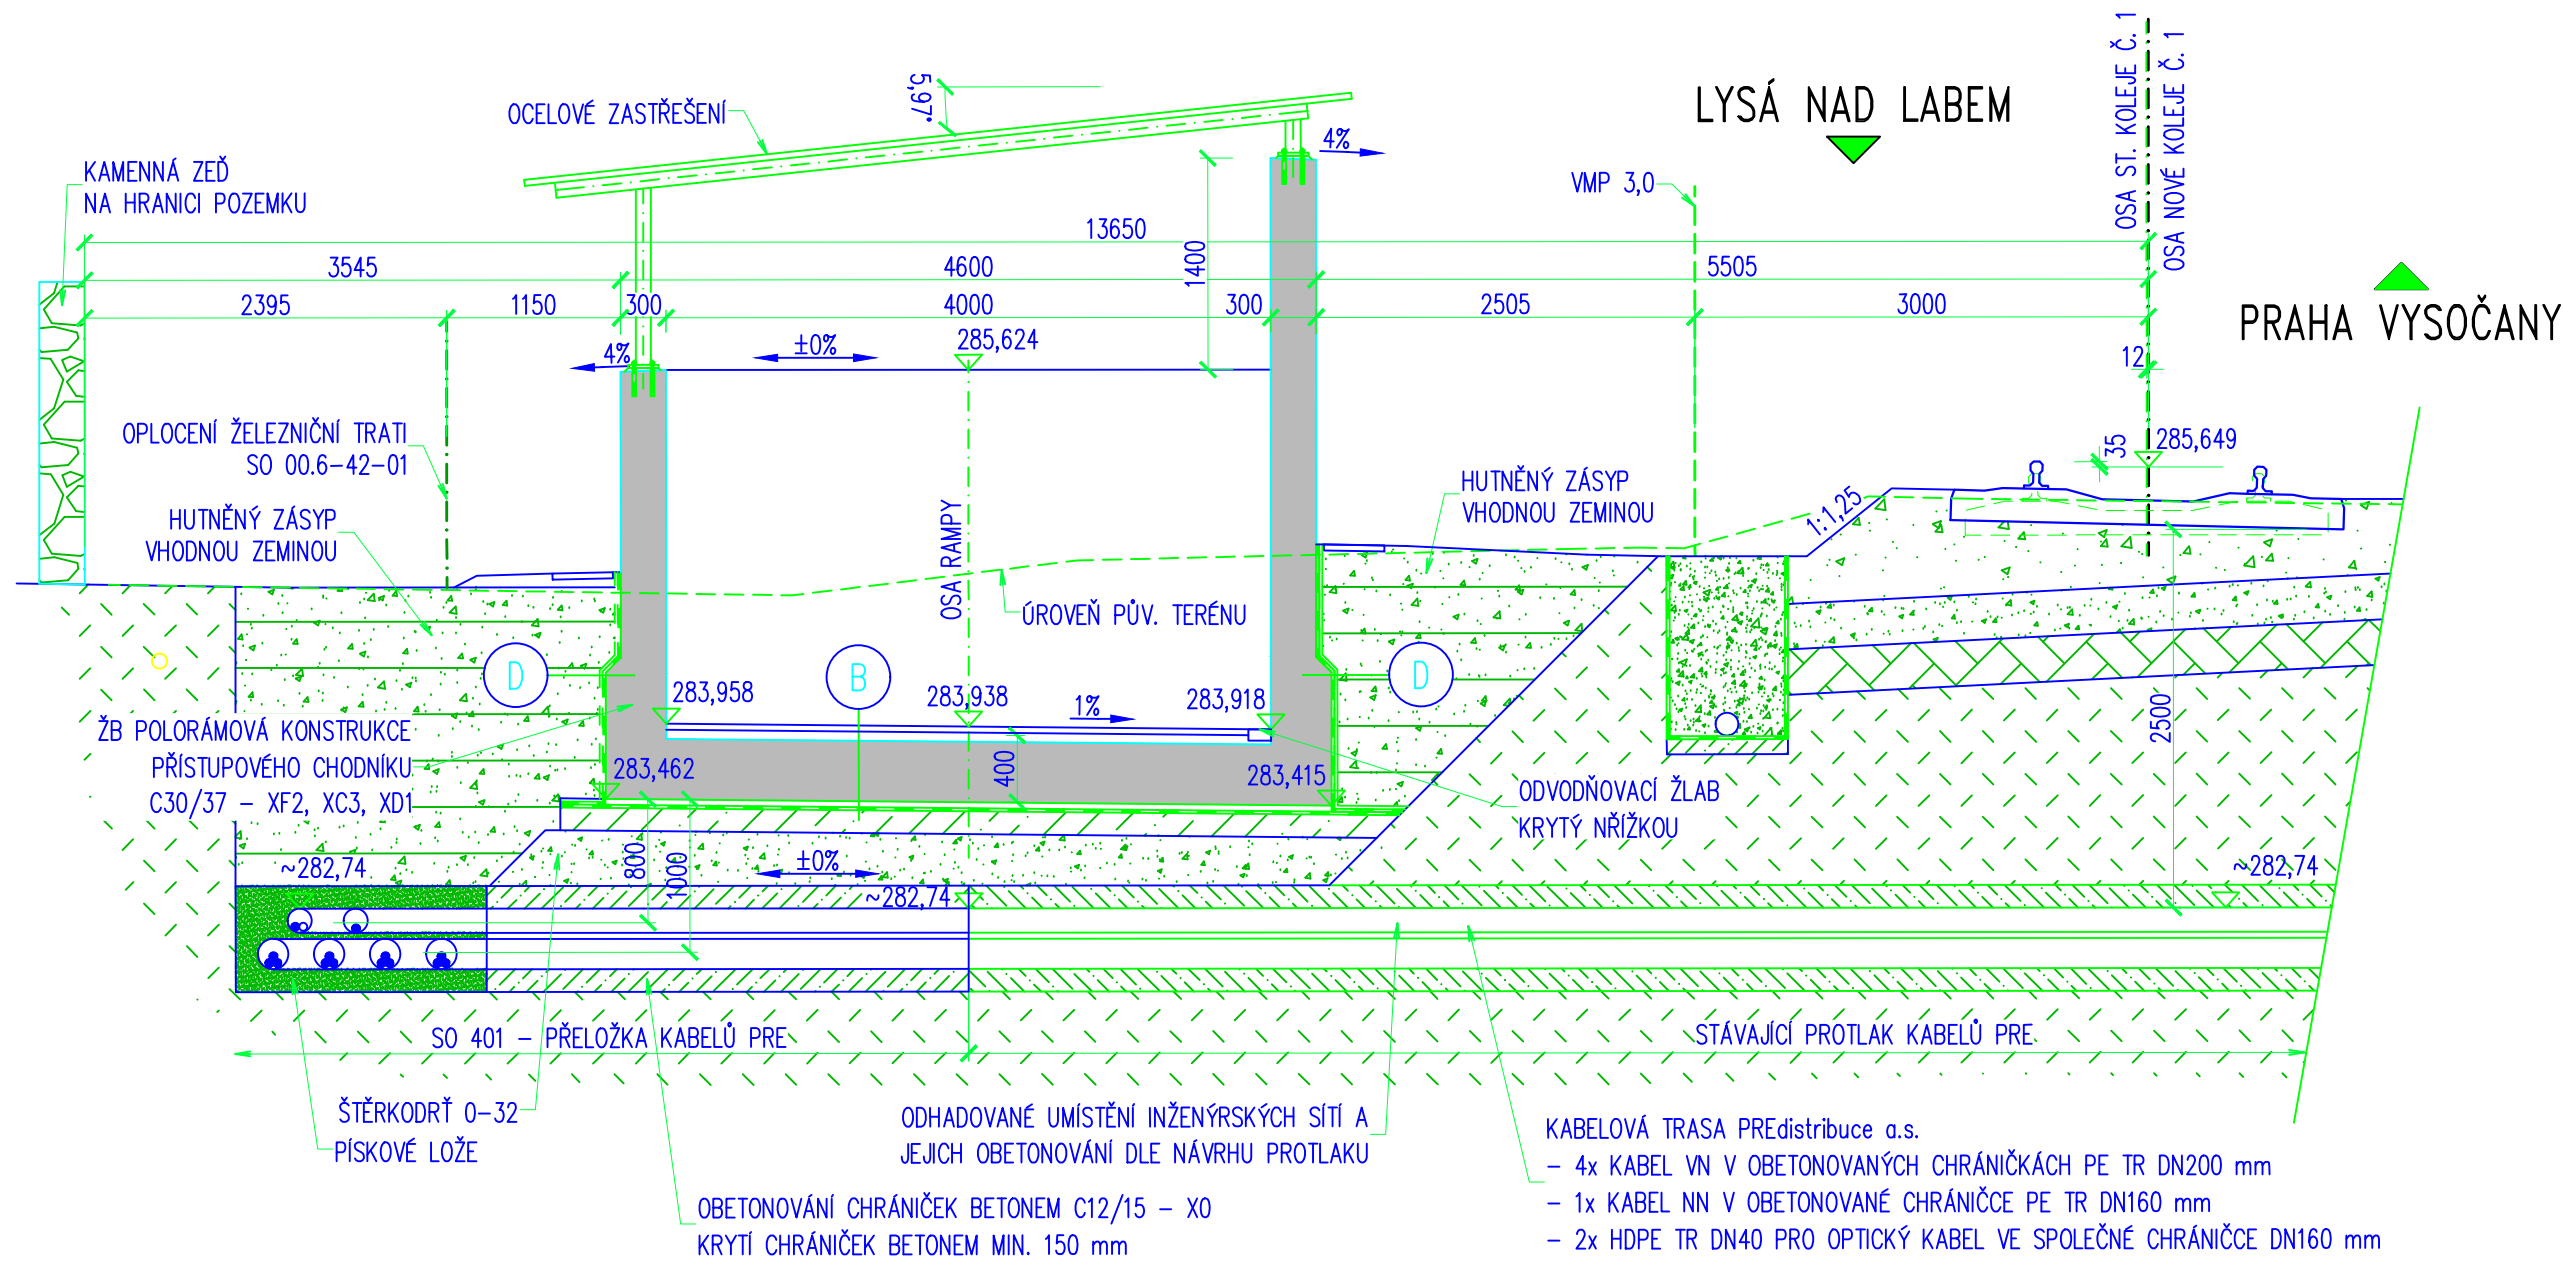 OSA ST. KOLEJE Č. 1
OSA NOVÉ KOLEJE Č. 1
LYSÁ NAD LABEM
PRAHA VYSOČANY
5,97°
OCELOVÉ ZASTŘEŠENÍ
4%
KAMENNÁ ZEĎ
NA HRANICI POZEMKU
VMP 3,0
13650
1400
3545
4600
5505
2395
1150
300
4000
300
2505
3000
4%
±0%
285,624
12
OPLOCENÍ ŽELEZNIČNÍ TRATI
SO 00.6-42-01
35
285,649
HUTNĚNÝ ZÁSYP
VHODNOU ZEMINOU
1:1,25
HUTNĚNÝ ZÁSYP
VHODNOU ZEMINOU
OSA RAMPY
ÚROVEŇ PŮV. TERÉNU
D
B
D
283,958
283,938
1%
283,918
2500
ŽB POLORÁMOVÁ KONSTRUKCE
PŘÍSTUPOVÉHO CHODNÍKU
C30/37 - XF2, XC3, XD1
283,462
400
283,415
ODVODŇOVACÍ ŽLAB
KRYTÝ NŘÍŽKOU
~282,74
800
1000
±0%
~282,74
~282,74
SO 401 - PŘELOŽKA KABELŮ PRE
STÁVAJÍCÍ PROTLAK KABELŮ PRE
ŠTĚRKODRŤ 0-32
PÍSKOVÉ LOŽE
ODHADOVANÉ UMÍSTĚNÍ INŽENÝRSKÝCH SÍTÍ A
JEJICH OBETONOVÁNÍ DLE NÁVRHU PROTLAKU
OBETONOVÁNÍ CHRÁNIČEK BETONEM C12/15 - X0
KRYTÍ CHRÁNIČEK BETONEM MIN. 150 mm
KABELOVÁ TRASA PREdistribuce a.s.
- 4x KABEL VN V OBETONOVANÝCH CHRÁNIČKÁCH PE TR DN200 mm
- 1x KABEL NN V OBETONOVANÉ CHRÁNIČCE PE TR DN160 mm
- 2x HDPE TR DN40 PRO OPTICKÝ KABEL VE SPOLEČNÉ CHRÁNIČCE DN160 mm